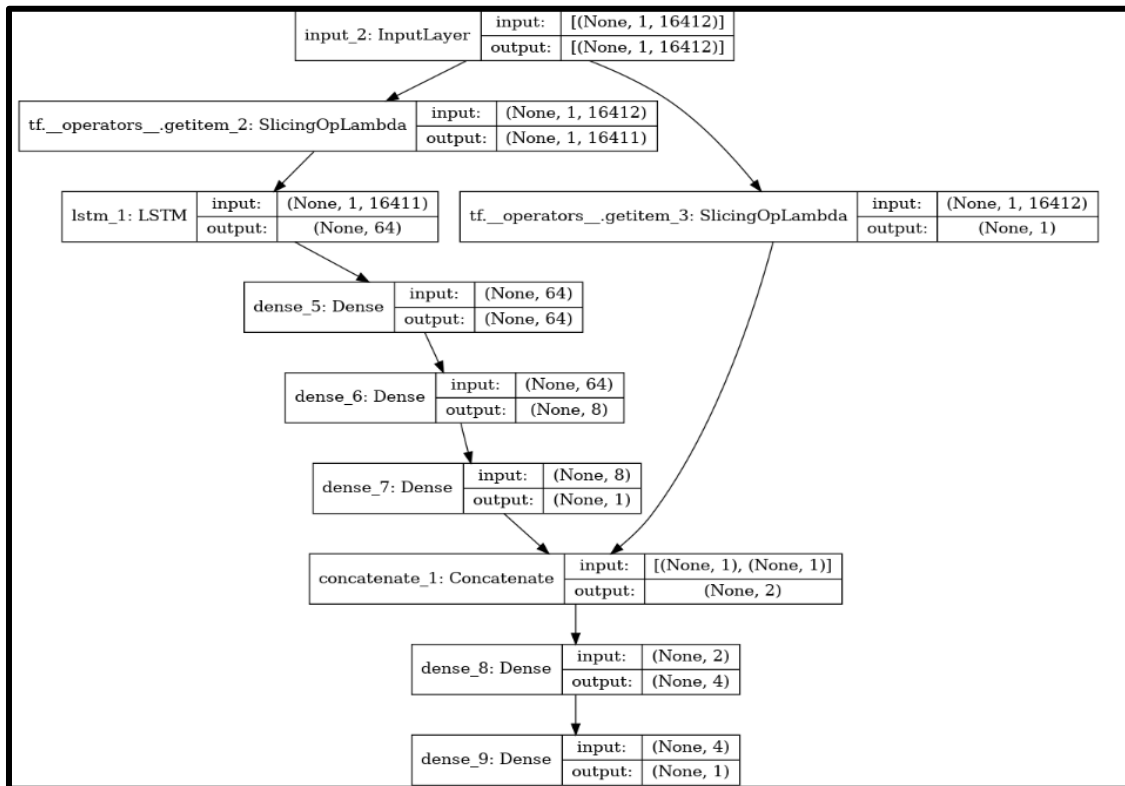 input_2: InputLayer
input: [(None, 1, 16412)]
output: [(None, 1, 16412)]
tf.__operators__.getitem_2: SlicingOpLambda
input: (None, 1, 16412)
output: (None, 1, 16411)
lstm_1: LSTM
input: (None, 1, 16411)
output: (None, 64)
tf.__operators__.getitem_3: SlicingOpLambda
input: (None, 1, 16412)
output: (None, 1)
dense_5: Dense
input: (None, 64)
output: (None, 64)
dense_6: Dense
input: (None, 64)
output: (None, 8)
dense_7: Dense
input: (None, 8)
output: (None, 1)
concatenate_1: Concatenate
input: [(None, 1), (None, 1)]
output: (None, 2)
dense_8: Dense
input: (None, 2)
output: (None, 4)
dense_9: Dense
input: (None, 4)
output: (None, 1)